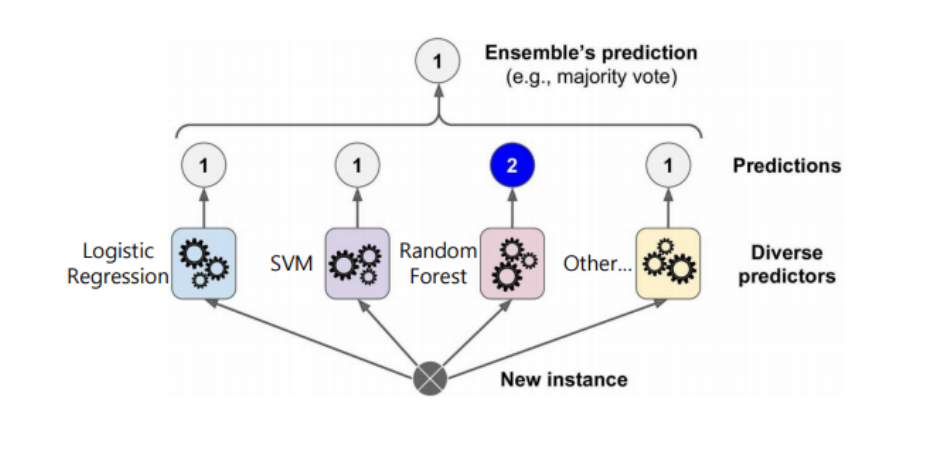 1
Ensemble's prediction
(e.g., majority vote)
1
1
2
1
Predictions
Logistic
Regression
SVM
Random
Forest
Other...
Diverse
predictors
New instance